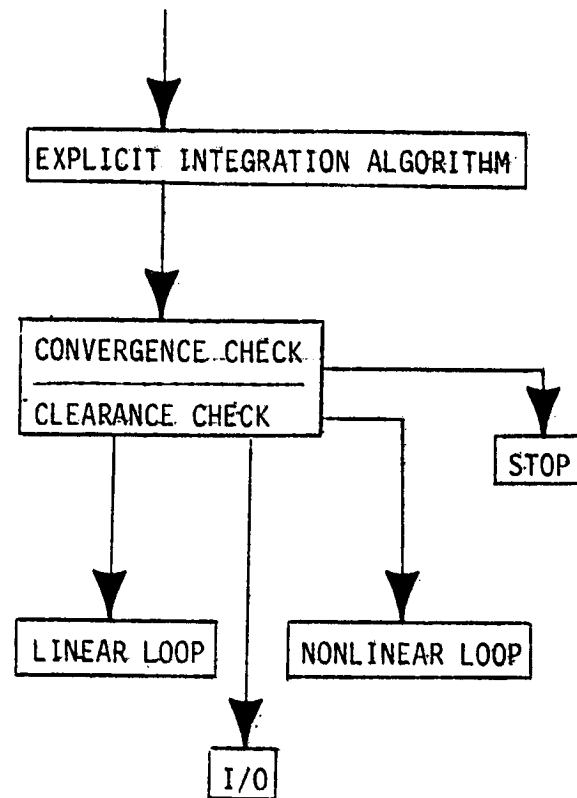 EXPLICIT INTEGRATION ALGORITHM
CONVERGENCE CHECK
CLEARANCE CHECK
STOP
LINEAR LOOP
NONLINEAR LOOP
I/O